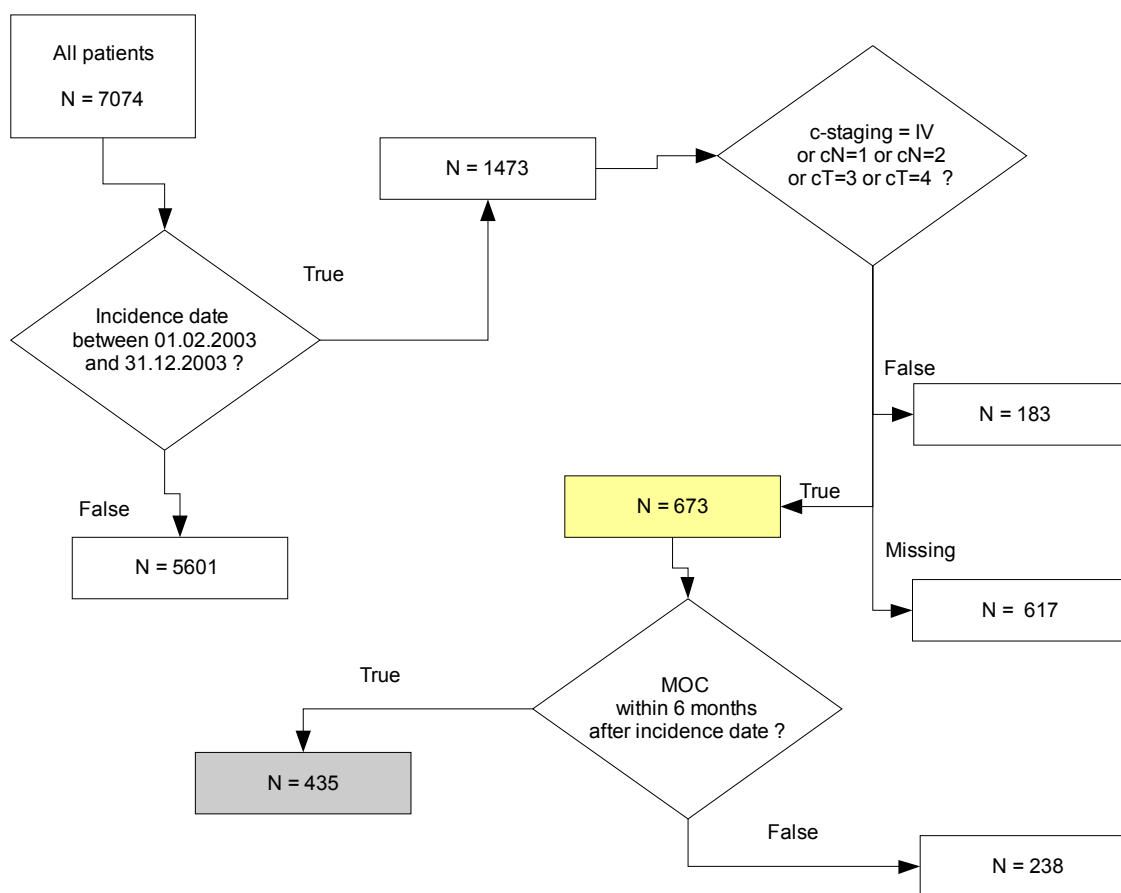 All patients
N = 7074
Incidence date
between 01.02.2003
and 31.12.2003 ?
True
False
N = 5601
N = 1473
c-staging = IV
or cN=1 or cN=2
or cT=3 or cT=4  ?
False
N = 183
True
N = 673
Missing
N =  617
MOC
within 6 months
after incidence date ?
True
N = 435
False
N = 238